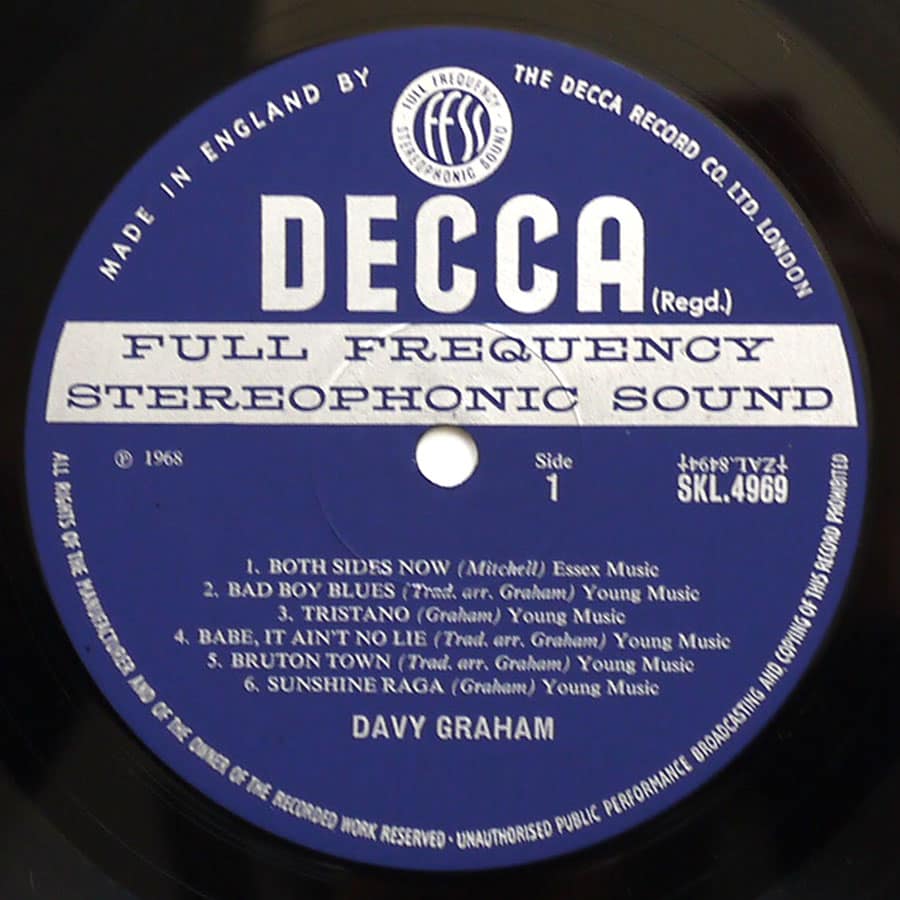 MADE IN ENGLAND BY
THE DECCA RECORD CO. LTD. LONDON
FULL FREQUENCY
FFSS
STEREOPHONIC SOUND
DECCA (Regd.)
FULL FREQUENCY
STEREOPHONIC SOUND
℗ 1968
Side
1
‡ZAL.8494‡
SKL.4969
1. BOTH SIDES NOW (Mitchell) Essex Music
2. BAD BOY BLUES (Trad. arr. Graham) Young Music
3. TRISTANO (Graham) Young Music
4. BABE, IT AIN'T NO LIE (Trad. arr. Graham) Young Music
5. BRUTON TOWN (Trad. arr. Graham) Young Music
6. SUNSHINE RAGA (Graham) Young Music
DAVY GRAHAM
ALL RIGHTS OF THE MANUFACTURER AND OF THE OWNER OF THE RECORDED WORK RESERVED · UNAUTHORISED PUBLIC PERFORMANCE BROADCASTING AND COPYING OF THIS RECORD PROHIBITED